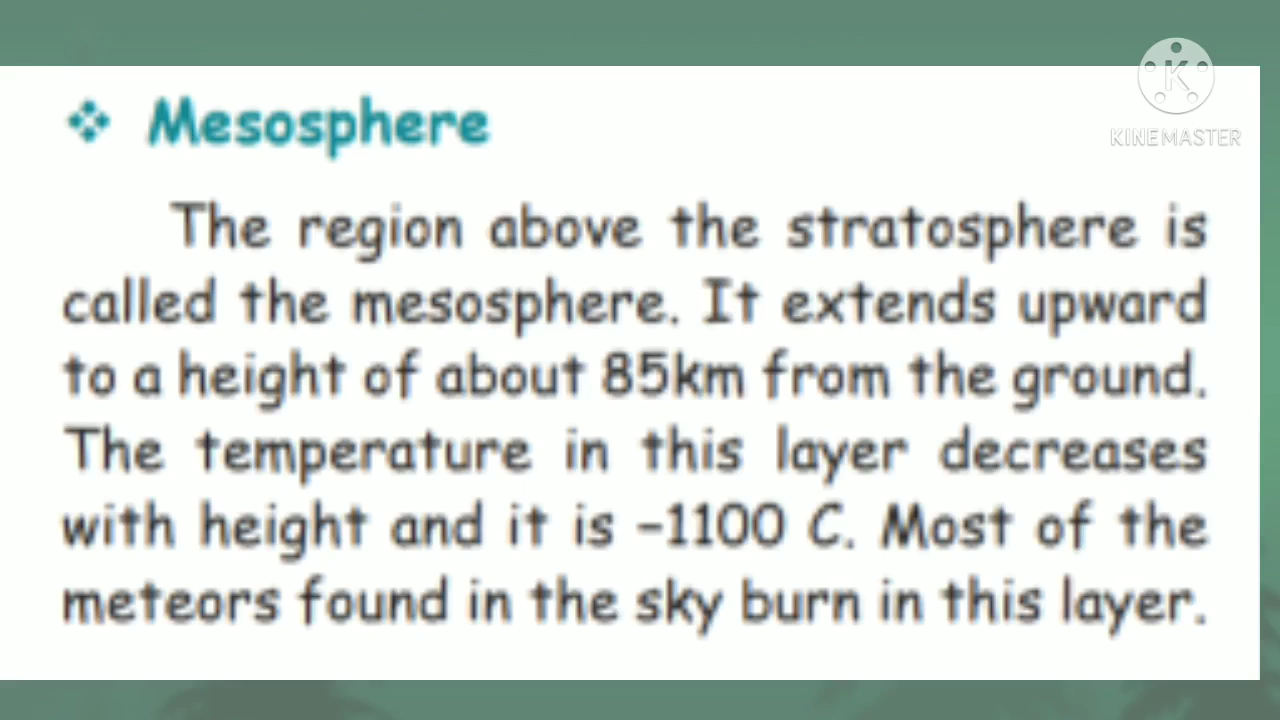 K
KINEMASTER
❖ Mesosphere
The region above the stratosphere is
called the mesosphere. It extends upward
to a height of about 85km from the ground.
The temperature in this layer decreases
with height and it is –1100 C. Most of the
meteors found in the sky burn in this layer.